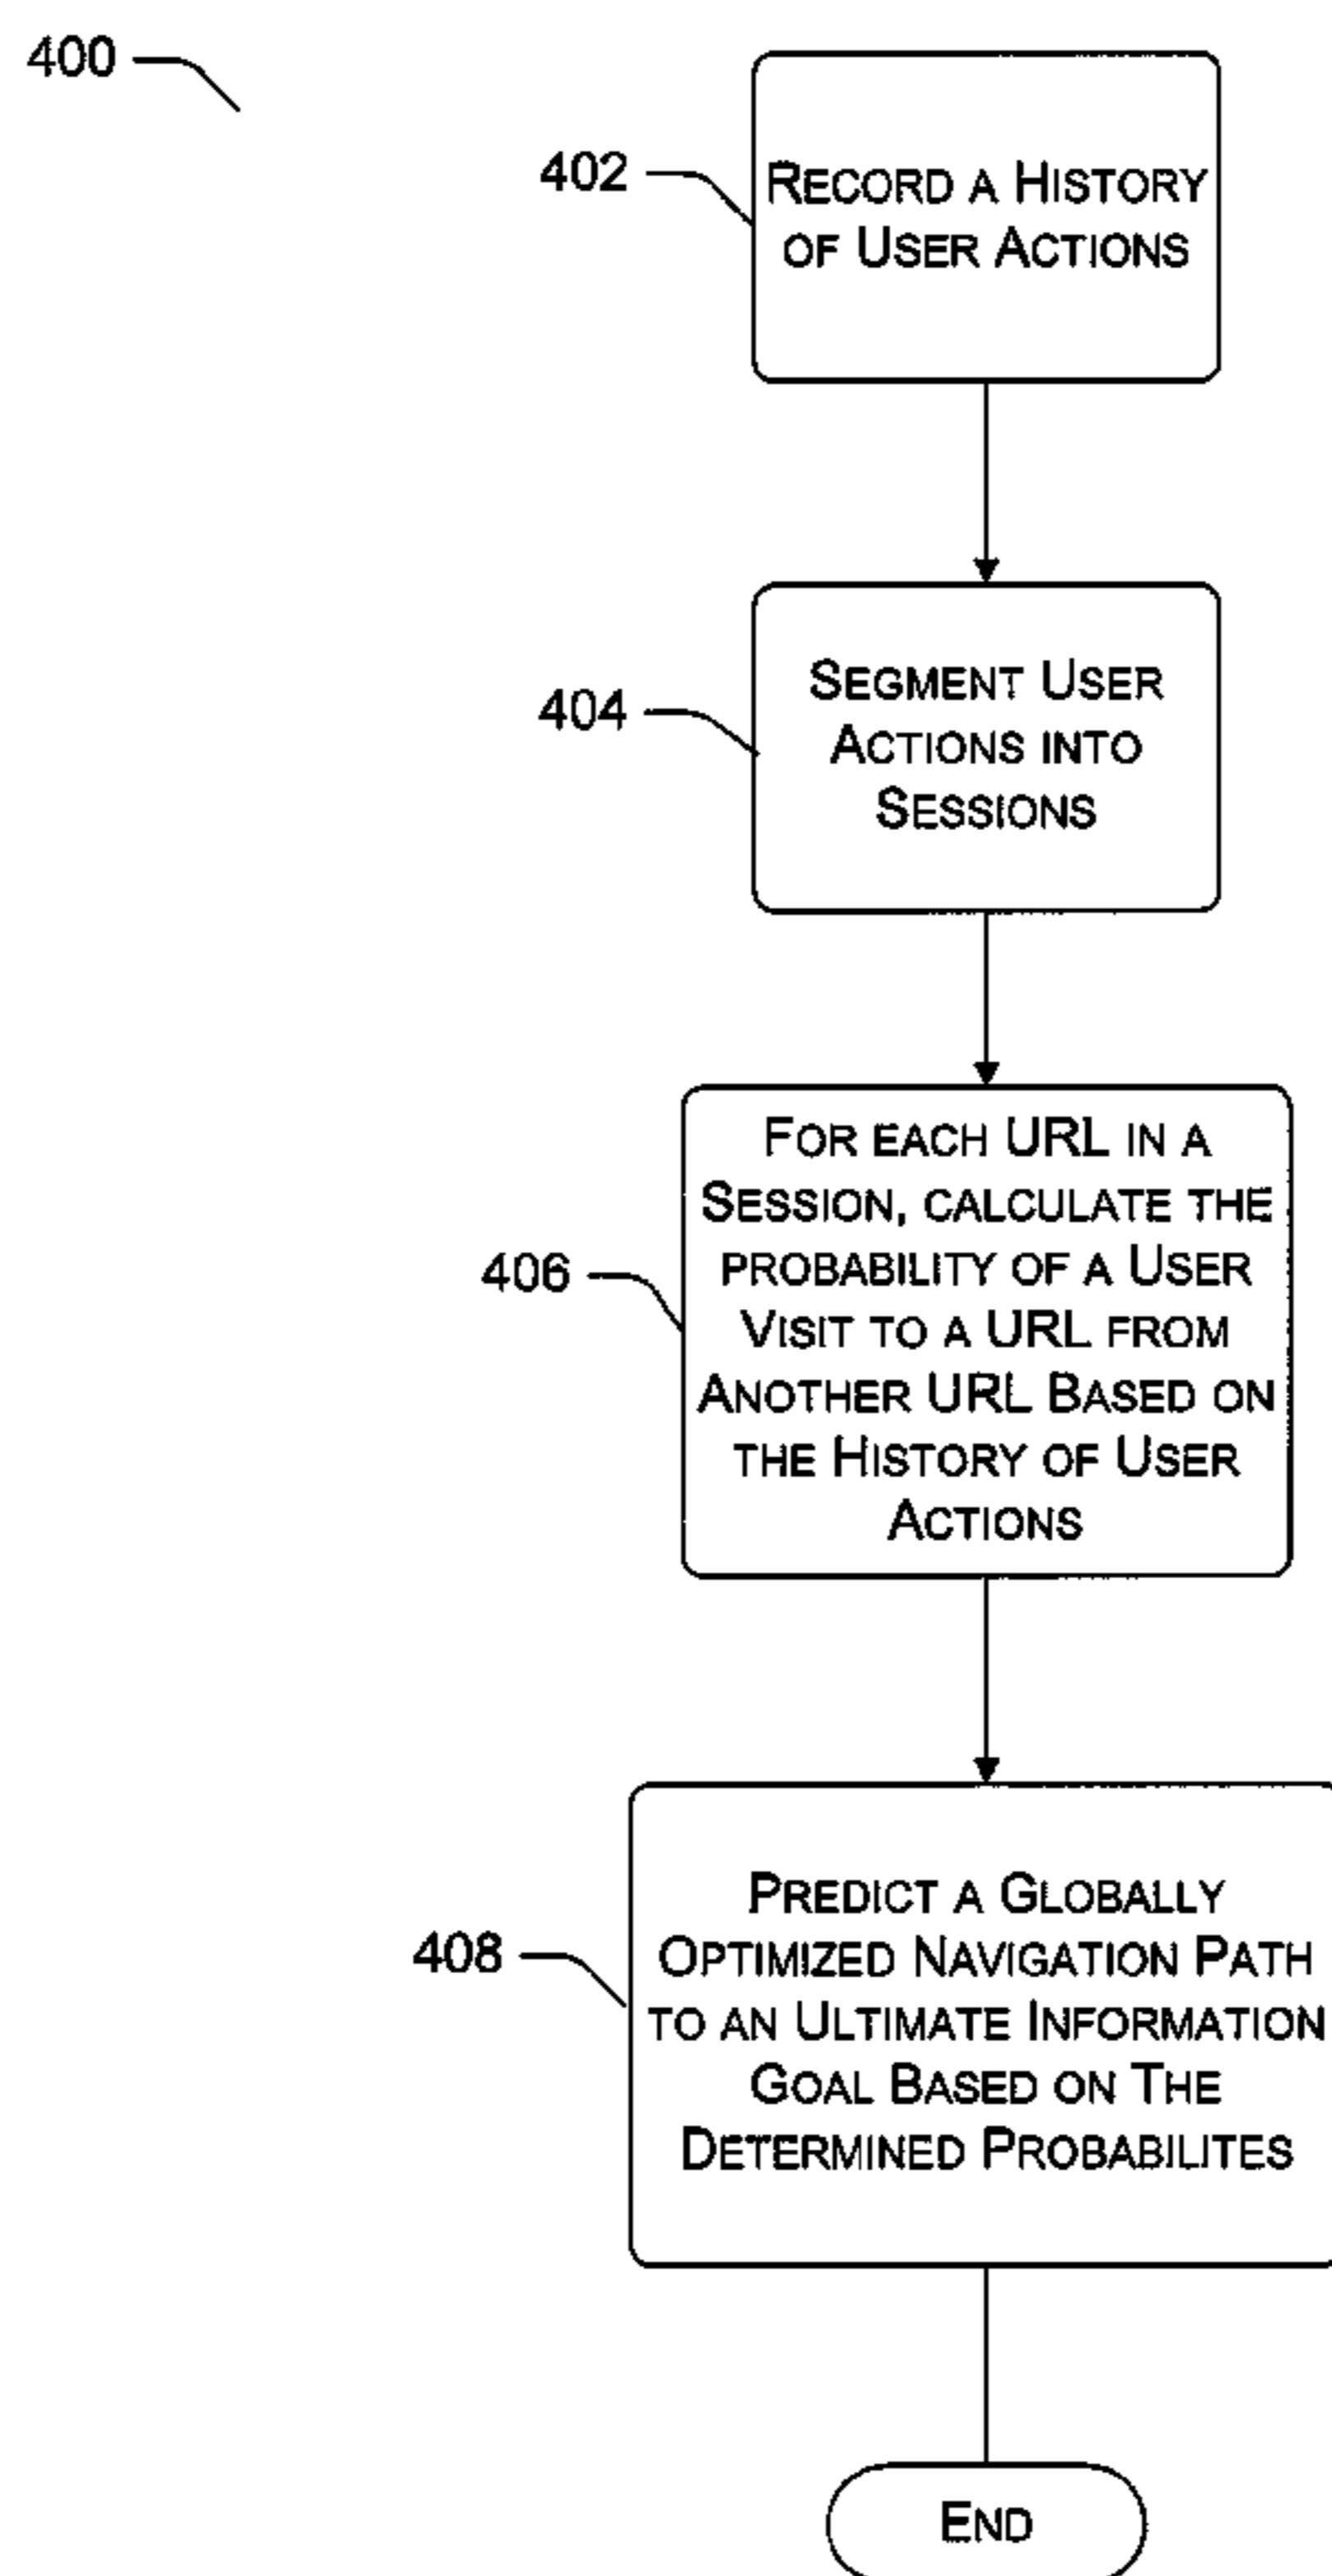 400
402
RECORD A HISTORY
OF USER ACTIONS
404
SEGMENT USER
ACTIONS INTO
SESSIONS
406
FOR EACH URL IN A
SESSION, CALCULATE THE
PROBABILITY OF A USER
VISIT TO A URL FROM
ANOTHER URL BASED ON
THE HISTORY OF USER
ACTIONS
408
PREDICT A GLOBALLY
OPTIMIZED NAVIGATION PATH
TO AN ULTIMATE INFORMATION
GOAL BASED ON THE
DETERMINED PROBABILITES
END